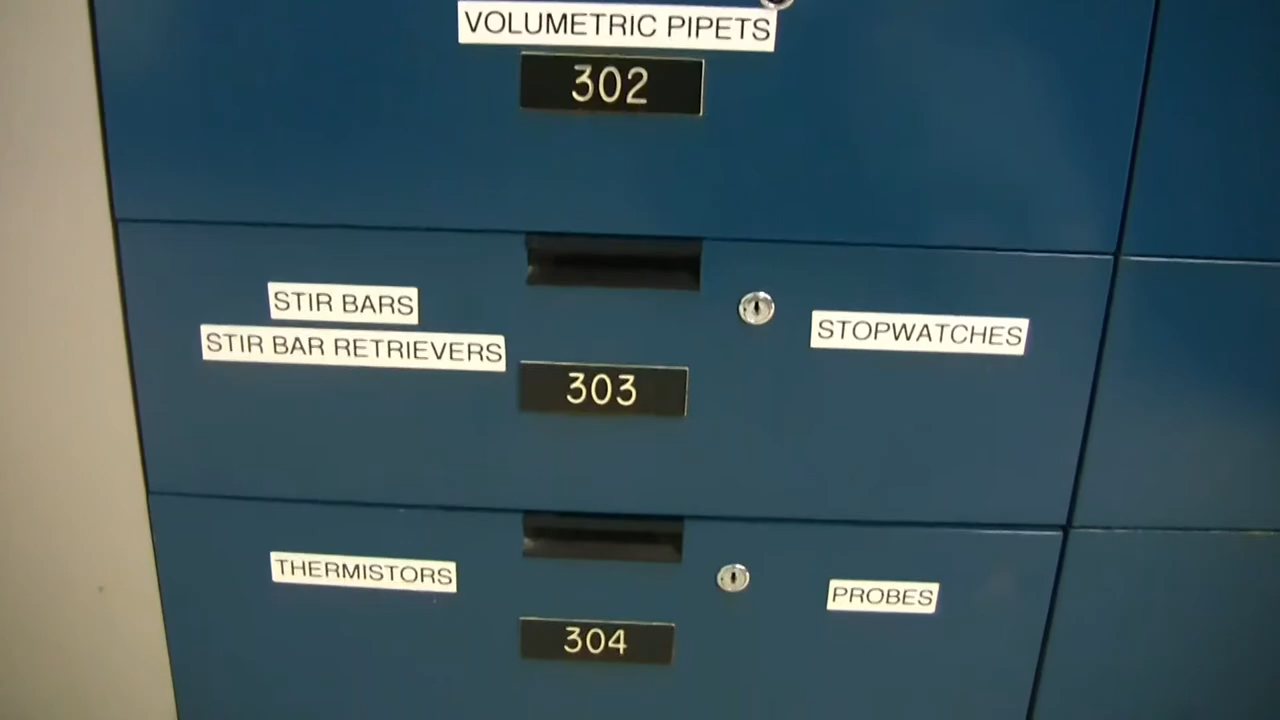 VOLUMETRIC PIPETS
302
STIR BARS
STIR BAR RETRIEVERS
STOPWATCHES
303
THERMISTORS
PROBES
304